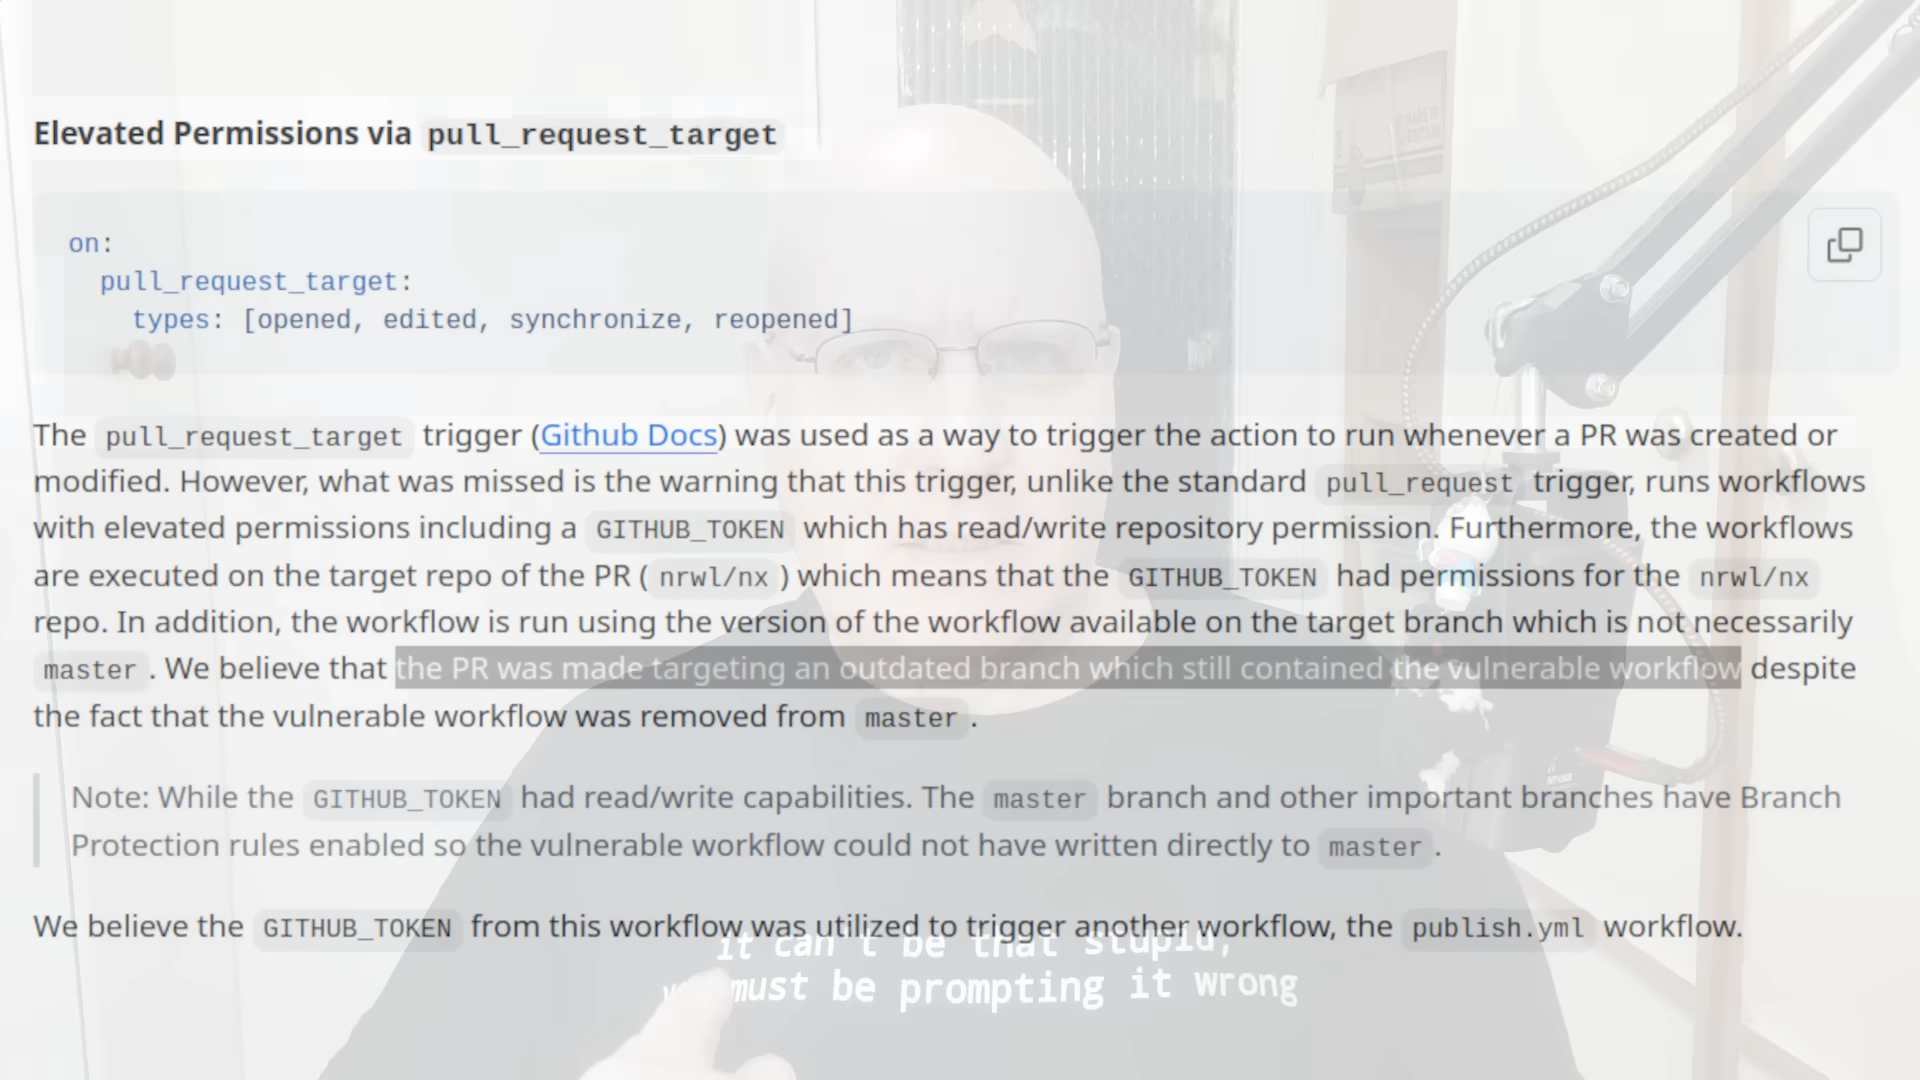 Elevated Permissions via pull_request_target
on:
pull_request_target:
types: [opened, edited, synchronize, reopened]
The pull_request_target trigger (Github Docs) was used as a way to trigger the action to run whenever a PR was created or
modified. However, what was missed is the warning that this trigger, unlike the standard pull_request trigger, runs workflows
with elevated permissions including a GITHUB_TOKEN which has read/write repository permission. Furthermore, the workflows
are executed on the target repo of the PR ( nrwl/nx ) which means that the GITHUB_TOKEN had permissions for the nrwl/nx
repo. In addition, the workflow is run using the version of the workflow available on the target branch which is not necessarily
master . We believe that the PR was made targeting an outdated branch which still contained the vulnerable workflow despite
the fact that the vulnerable workflow was removed from master .
Note: While the GITHUB_TOKEN had read/write capabilities. The master branch and other important branches have Branch
Protection rules enabled so the vulnerable workflow could not have written directly to master .
We believe the GITHUB_TOKEN from this workflow was utilized to trigger another workflow, the publish.yml workflow.
it can't be that stupid,
must be prompting it wrong